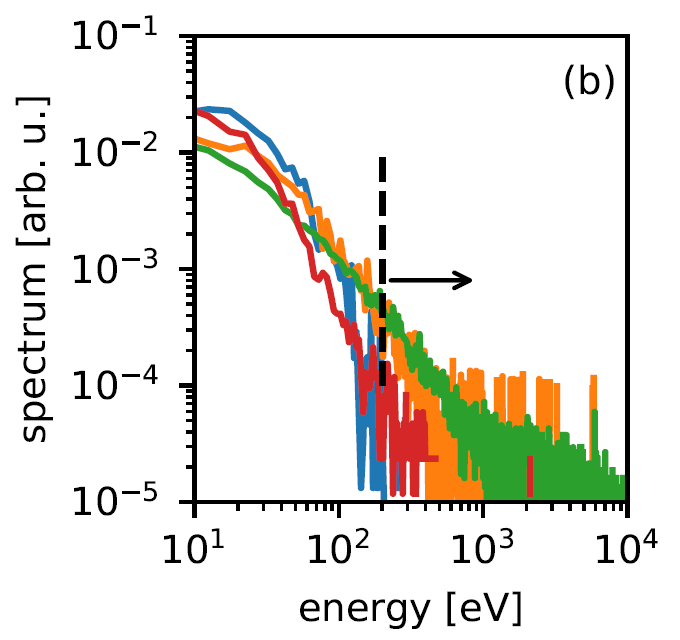 10⁻¹
(b)
10⁻²
10⁻³
10⁻⁴
10⁻⁵
spectrum [arb. u.]
10¹ 10² 10³ 10⁴
energy [eV]